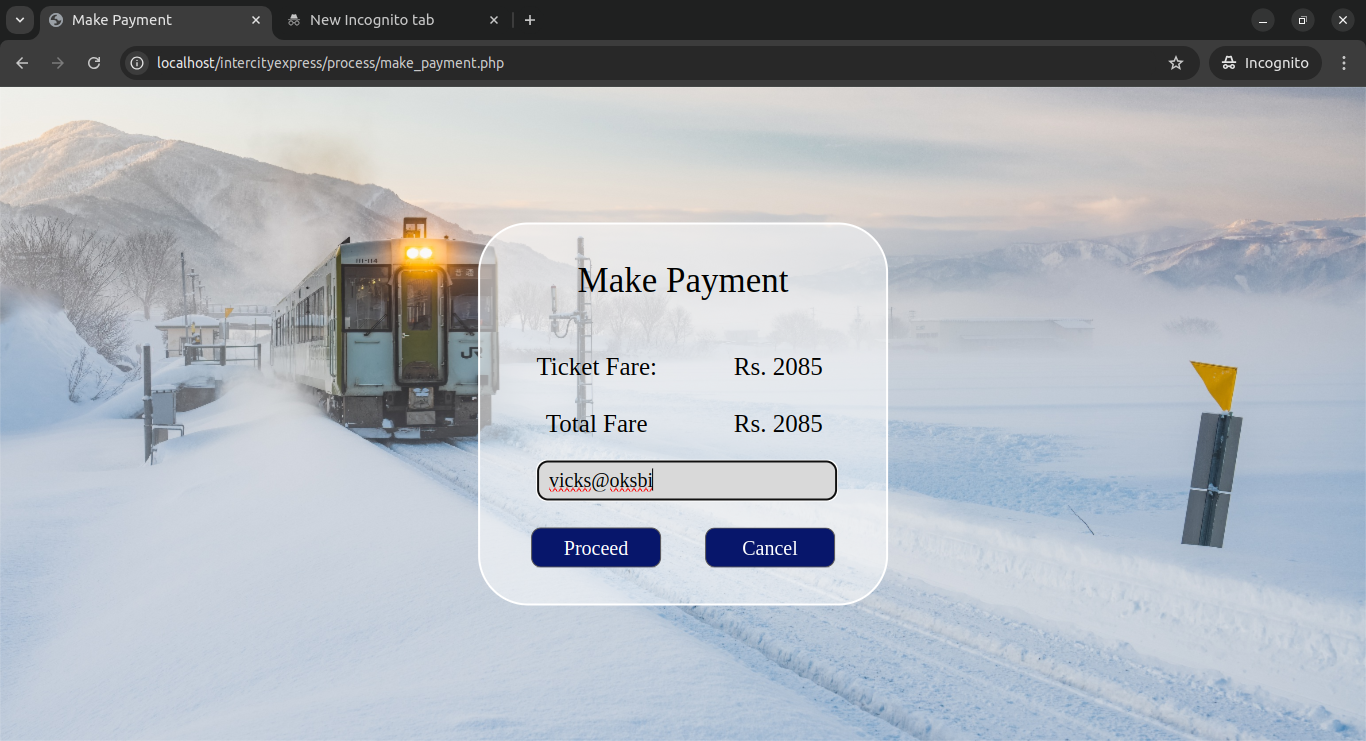 Make Payment
New Incognito tab
localhost/intercityexpress/process/make_payment.php
Incognito
Make Payment
Ticket Fare: Rs. 2085
Total Fare Rs. 2085
vicks@oksbi
Proceed Cancel
JR